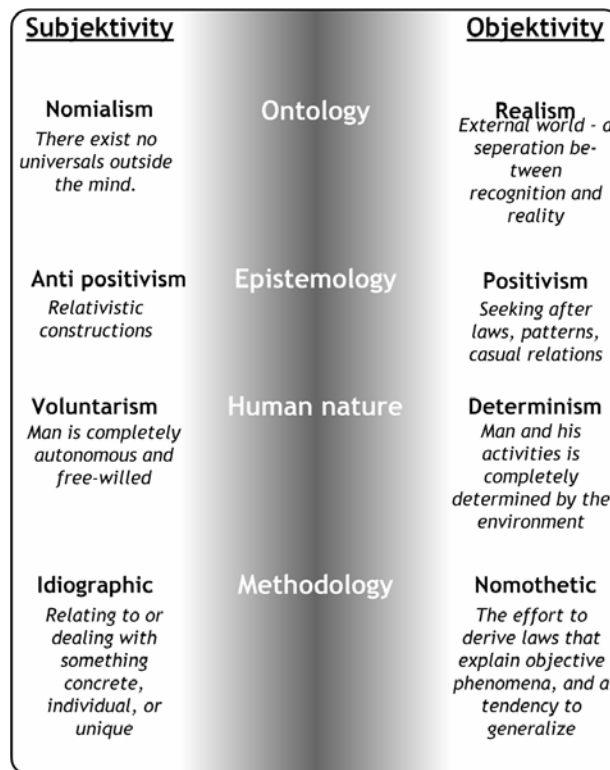 Subjektivity
Objektivity
Nomialism
Ontology
Realism
There exist no
universals outside
the mind.
External world - a
seperation be-
tween
recognition and
reality
Anti positivism
Epistemology
Positivism
Relativistic
constructions
Seeking after
laws, patterns,
casual relations
Voluntarism
Human nature
Determinism
Man is completely
autonomous and
free-willed
Man and his
activities is
completely
determined by the
environment
Idiographic
Methodology
Nomothetic
Relating to or
dealing with
something
concrete,
individual, or
unique
The effort to
derive laws that
explain objective
phenomena, and a
tendency to
generalize